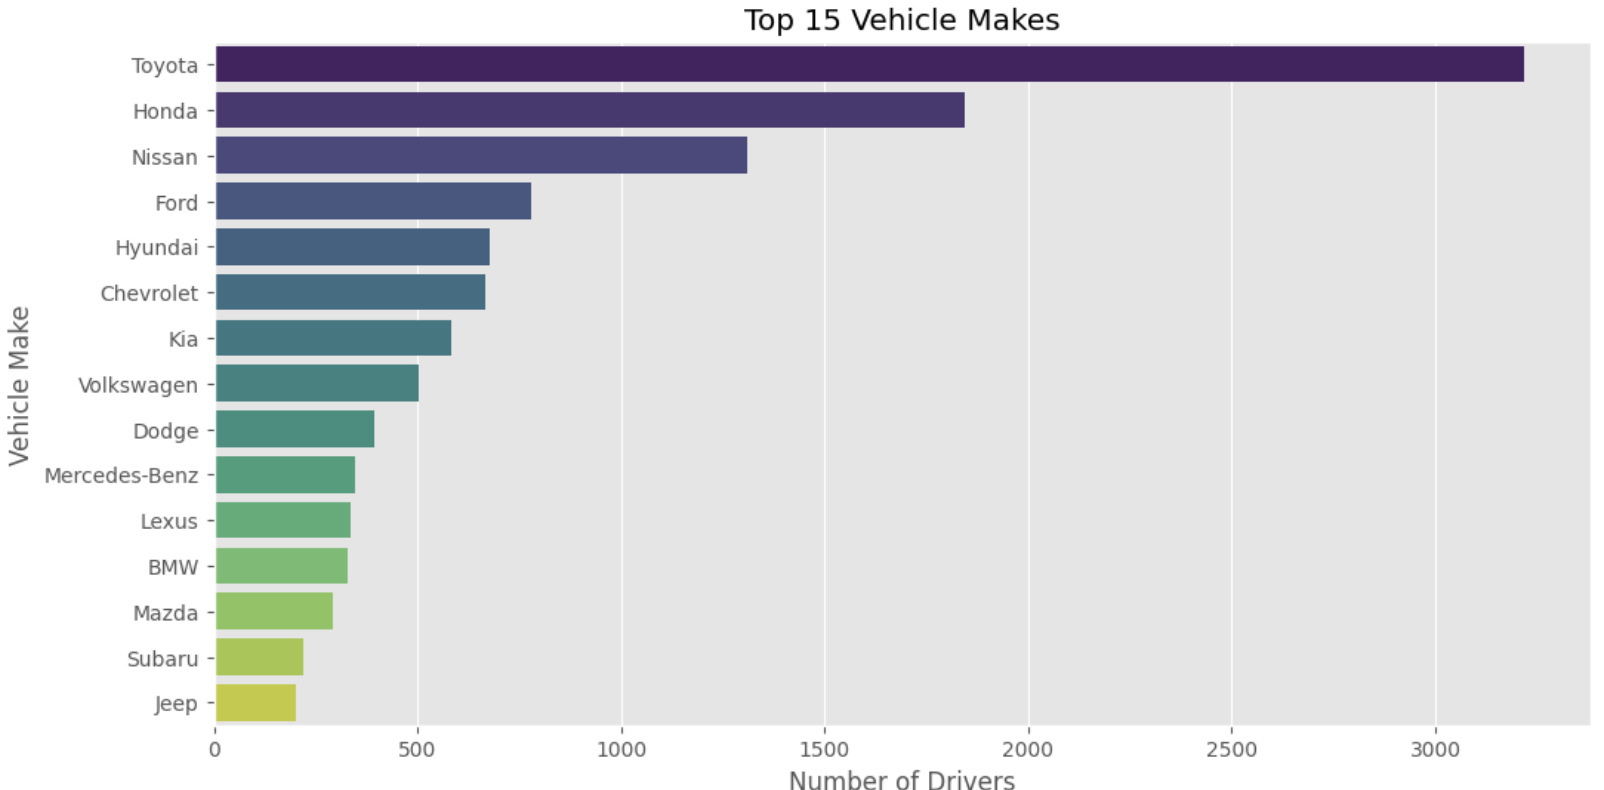 Top 15 Vehicle Makes
Vehicle Make
Toyota
Honda
Nissan
Ford
Hyundai
Chevrolet
Kia
Volkswagen
Dodge
Mercedes-Benz
Lexus
BMW
Mazda
Subaru
Jeep
0 500 1000 1500 2000 2500 3000
Number of Drivers